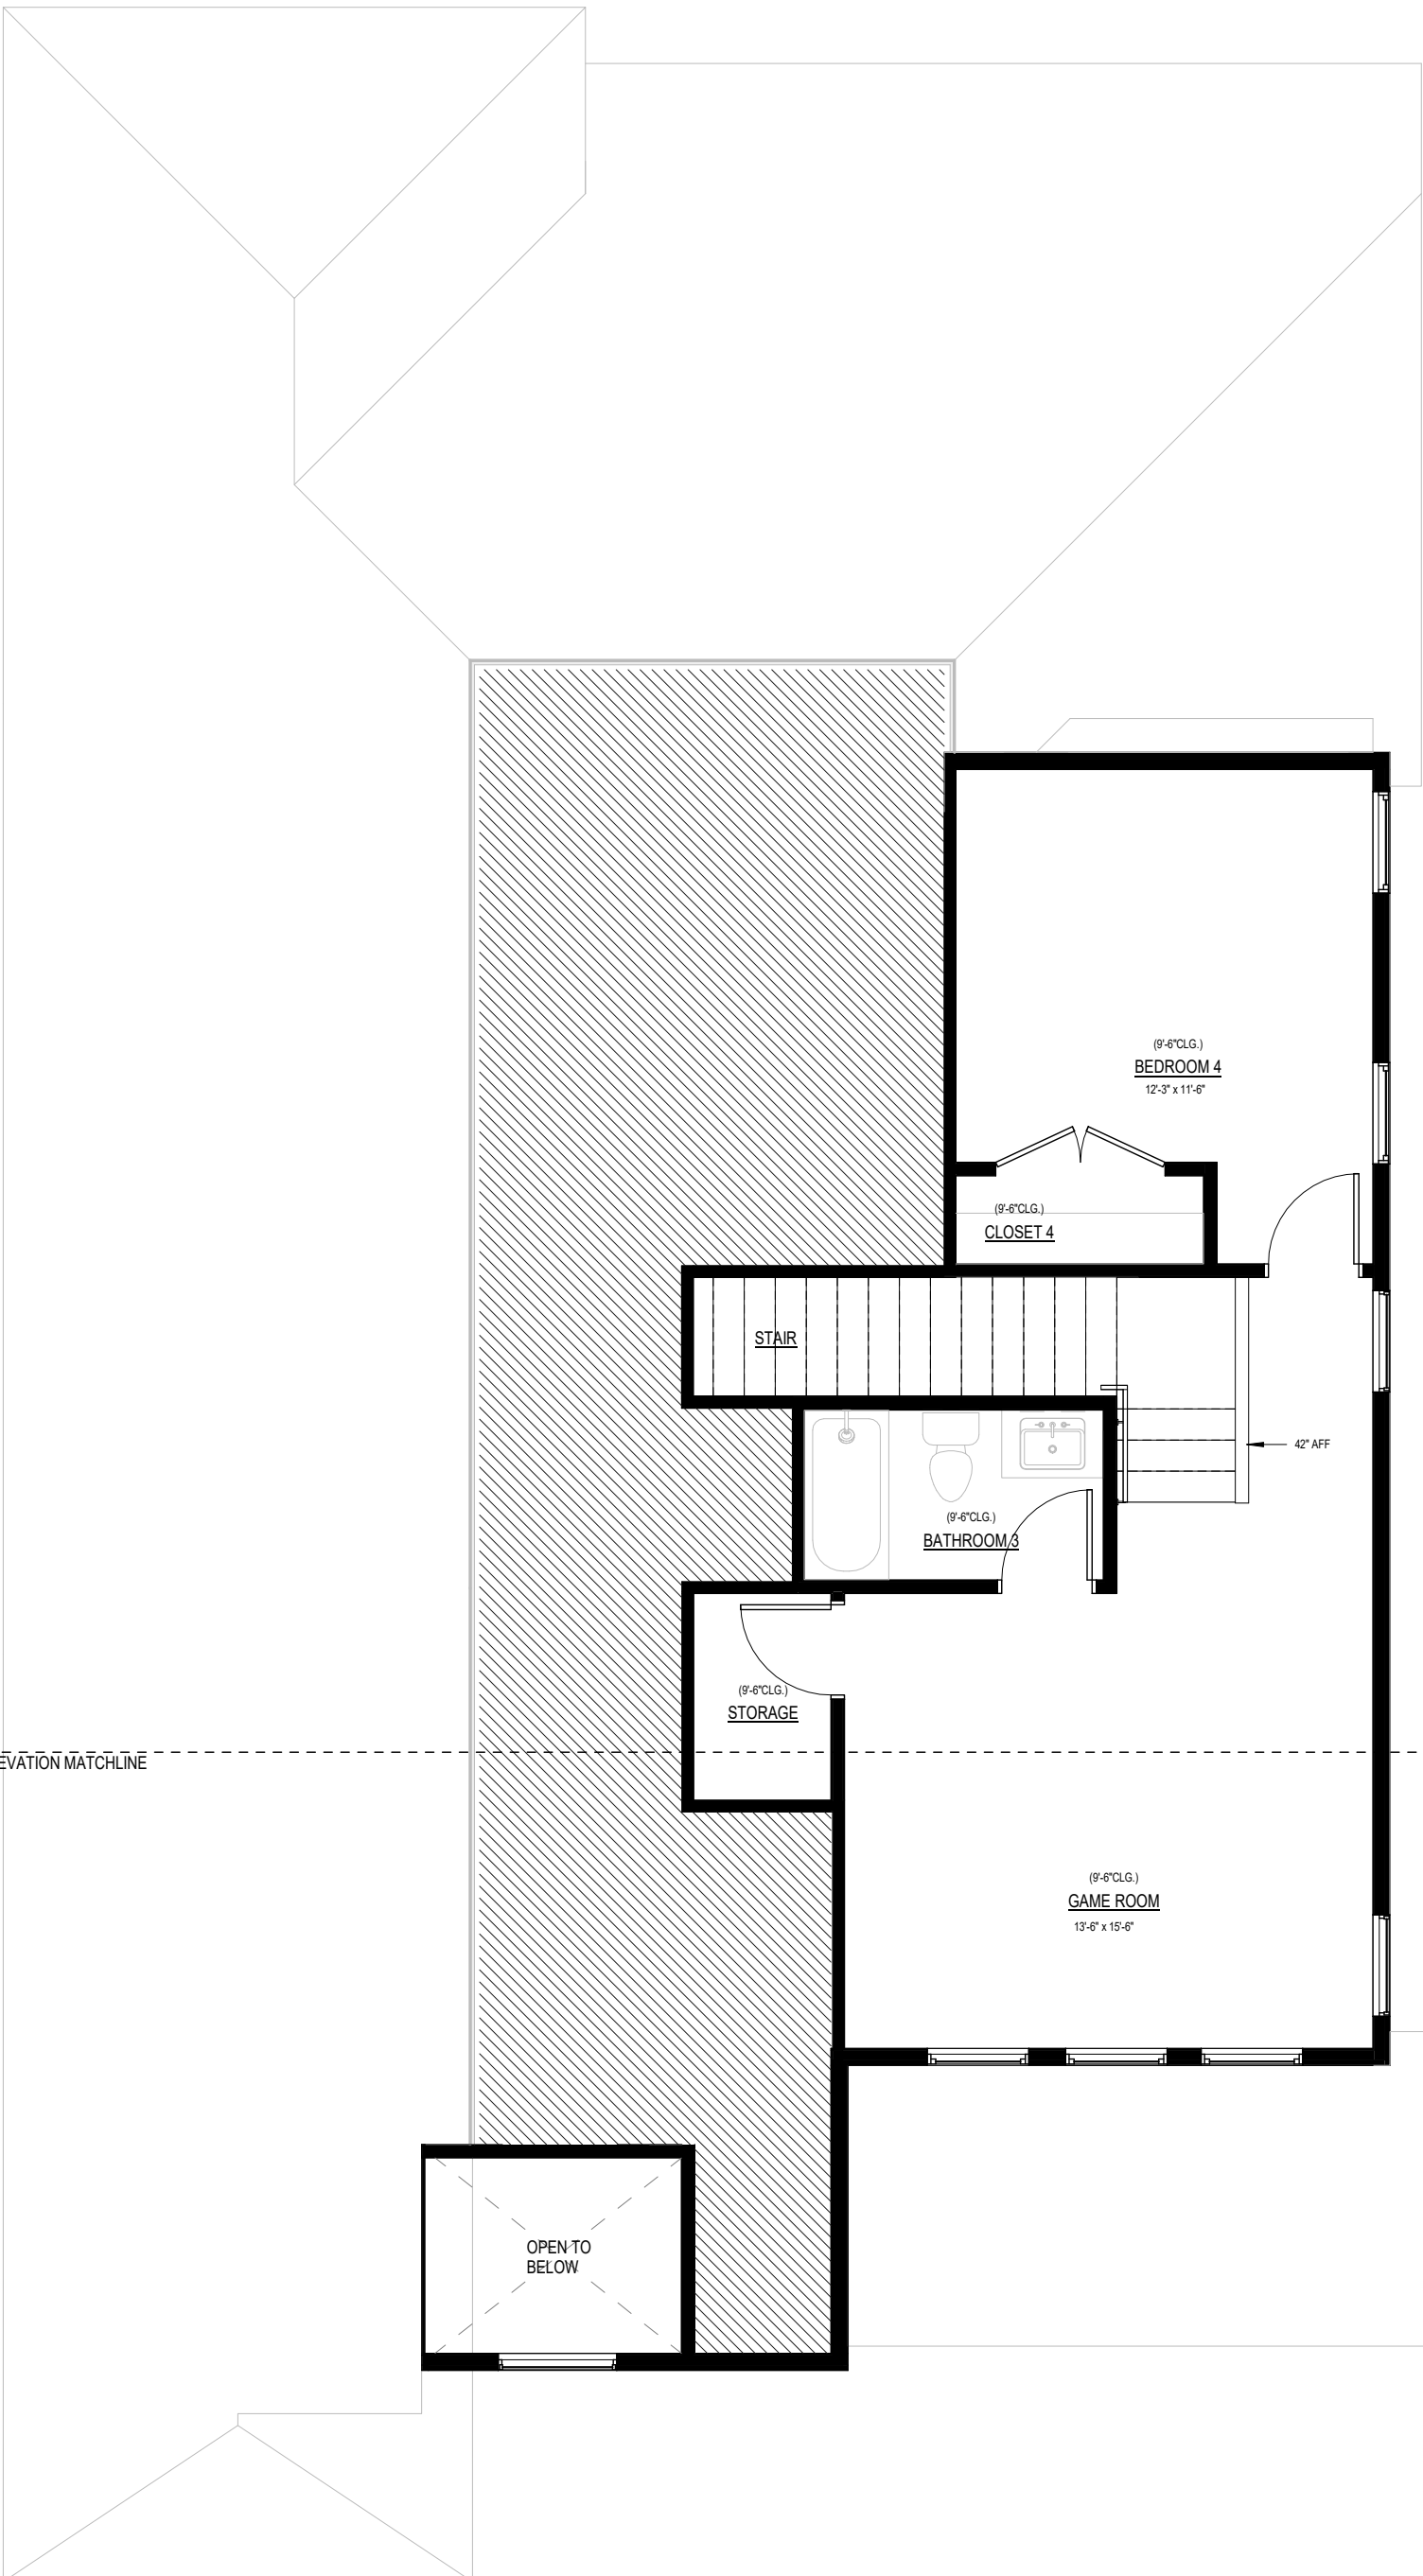 (9'-6"CLG.)
BEDROOM 4
12'-3" x 11'-6"
(9'-6"CLG.)
CLOSET 4
STAIR
42" AFF
(9'-6"CLG.)
BATHROOM 3
(9'-6"CLG.)
STORAGE
EVATION MATCHLINE
(9'-6"CLG.)
GAME ROOM
13'-6" x 15'-6"
OPEN TO
BELOW